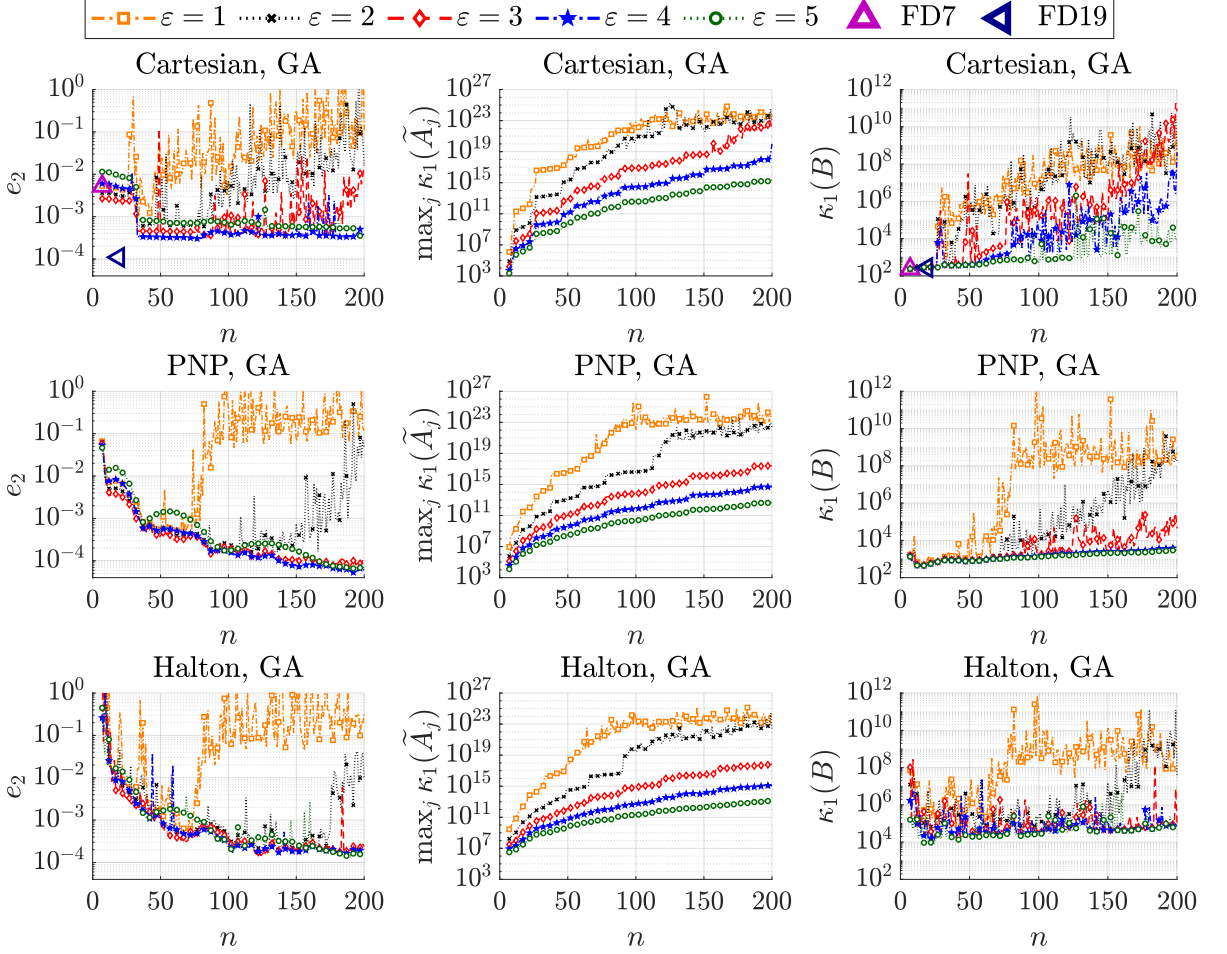 ε = 1 ε = 2 ε = 3 ε = 4 ε = 5 FD7 FD19
Cartesian, GA
10^0
10^-1
10^-2
10^-3
10^-4
e_2
0 50 100 150 200
n
Cartesian, GA
10^27
10^23
10^19
10^15
10^11
10^7
10^3
max_j κ_1(Ã_j)
0 50 100 150 200
n
Cartesian, GA
10^12
10^10
10^8
10^6
10^4
10^2
κ_1(B)
0 50 100 150 200
n
PNP, GA
10^0
10^-1
10^-2
10^-3
10^-4
e_2
0 50 100 150 200
n
PNP, GA
10^27
10^23
10^19
10^15
10^11
10^7
10^3
max_j κ_1(Ã_j)
0 50 100 150 200
n
PNP, GA
10^12
10^10
10^8
10^6
10^4
10^2
κ_1(B)
0 50 100 150 200
n
Halton, GA
10^0
10^-1
10^-2
10^-3
10^-4
e_2
0 50 100 150 200
n
Halton, GA
10^27
10^23
10^19
10^15
10^11
10^7
10^3
max_j κ_1(Ã_j)
0 50 100 150 200
n
Halton, GA
10^12
10^10
10^8
10^6
10^4
10^2
κ_1(B)
0 50 100 150 200
n